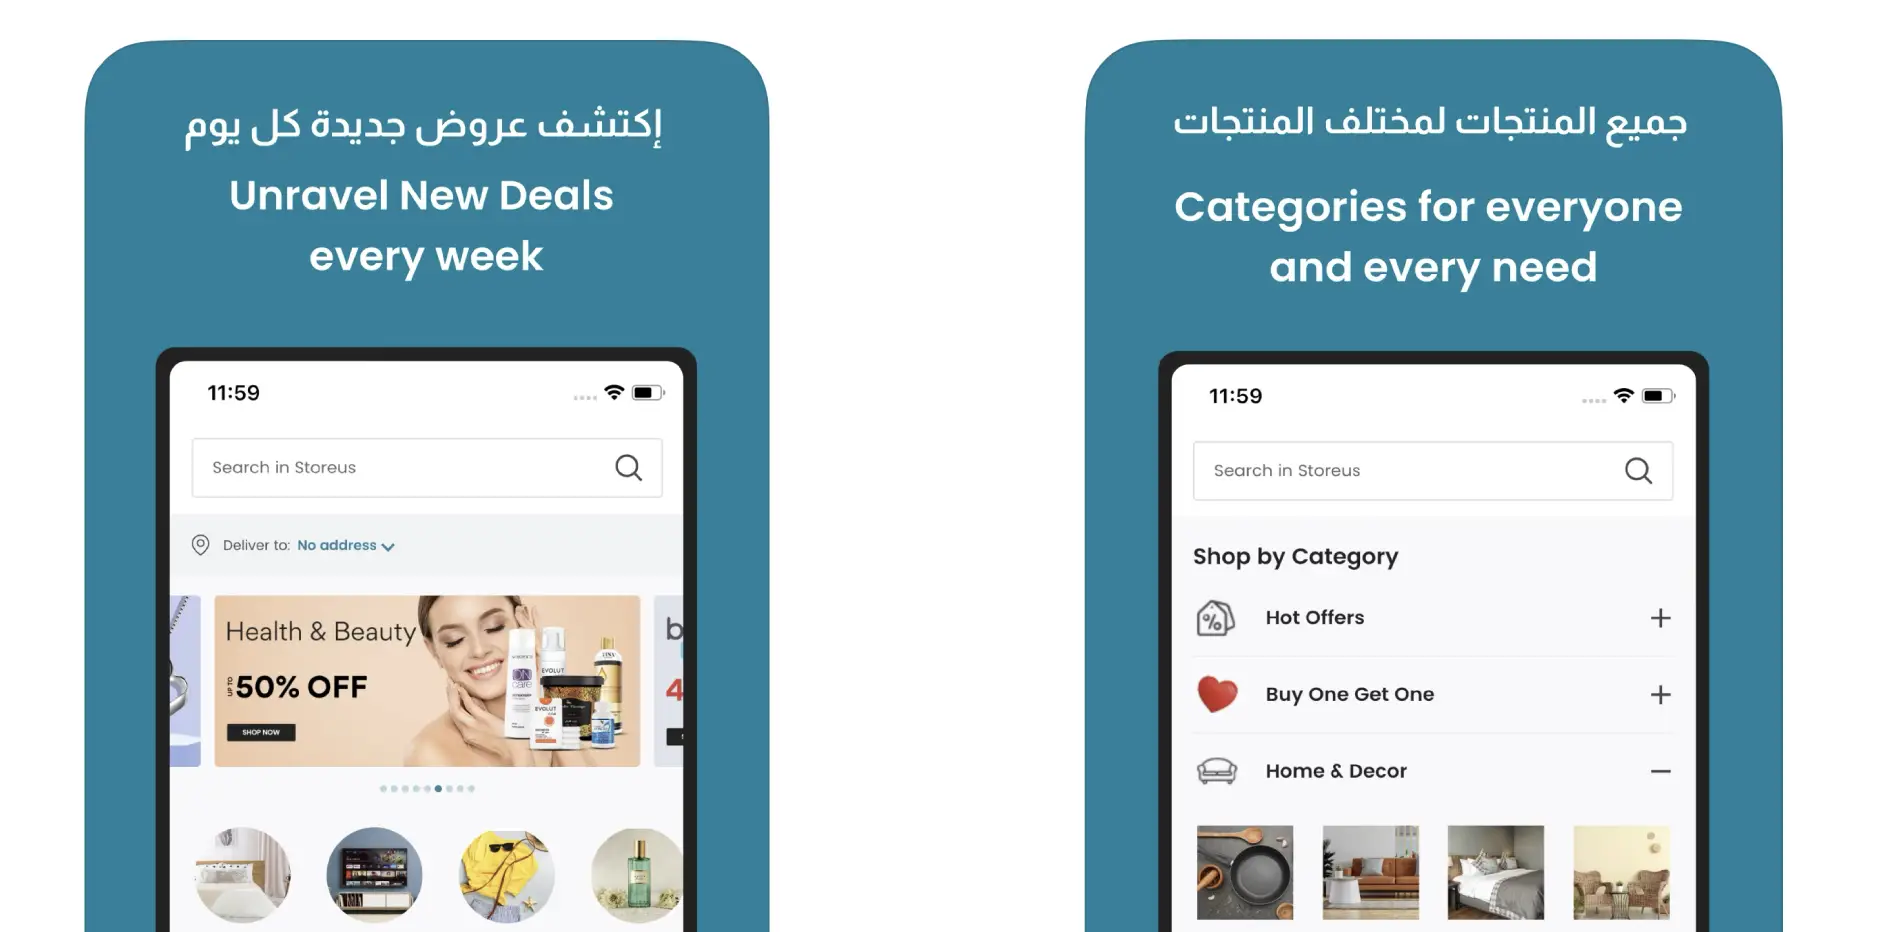 إكتشف عروض جديدة كل يوم
Unravel New Deals
every week
11:59
Search in Storeus
Deliver to: No address
Health & Beauty
UP TO 50% OFF
SHOP NOW
EVOLUT
EVOLUT
جميع المنتجات لمختلف المنتجات
Categories for everyone
and every need
11:59
Search in Storeus
Shop by Category
Hot Offers
Buy One Get One
Home & Decor